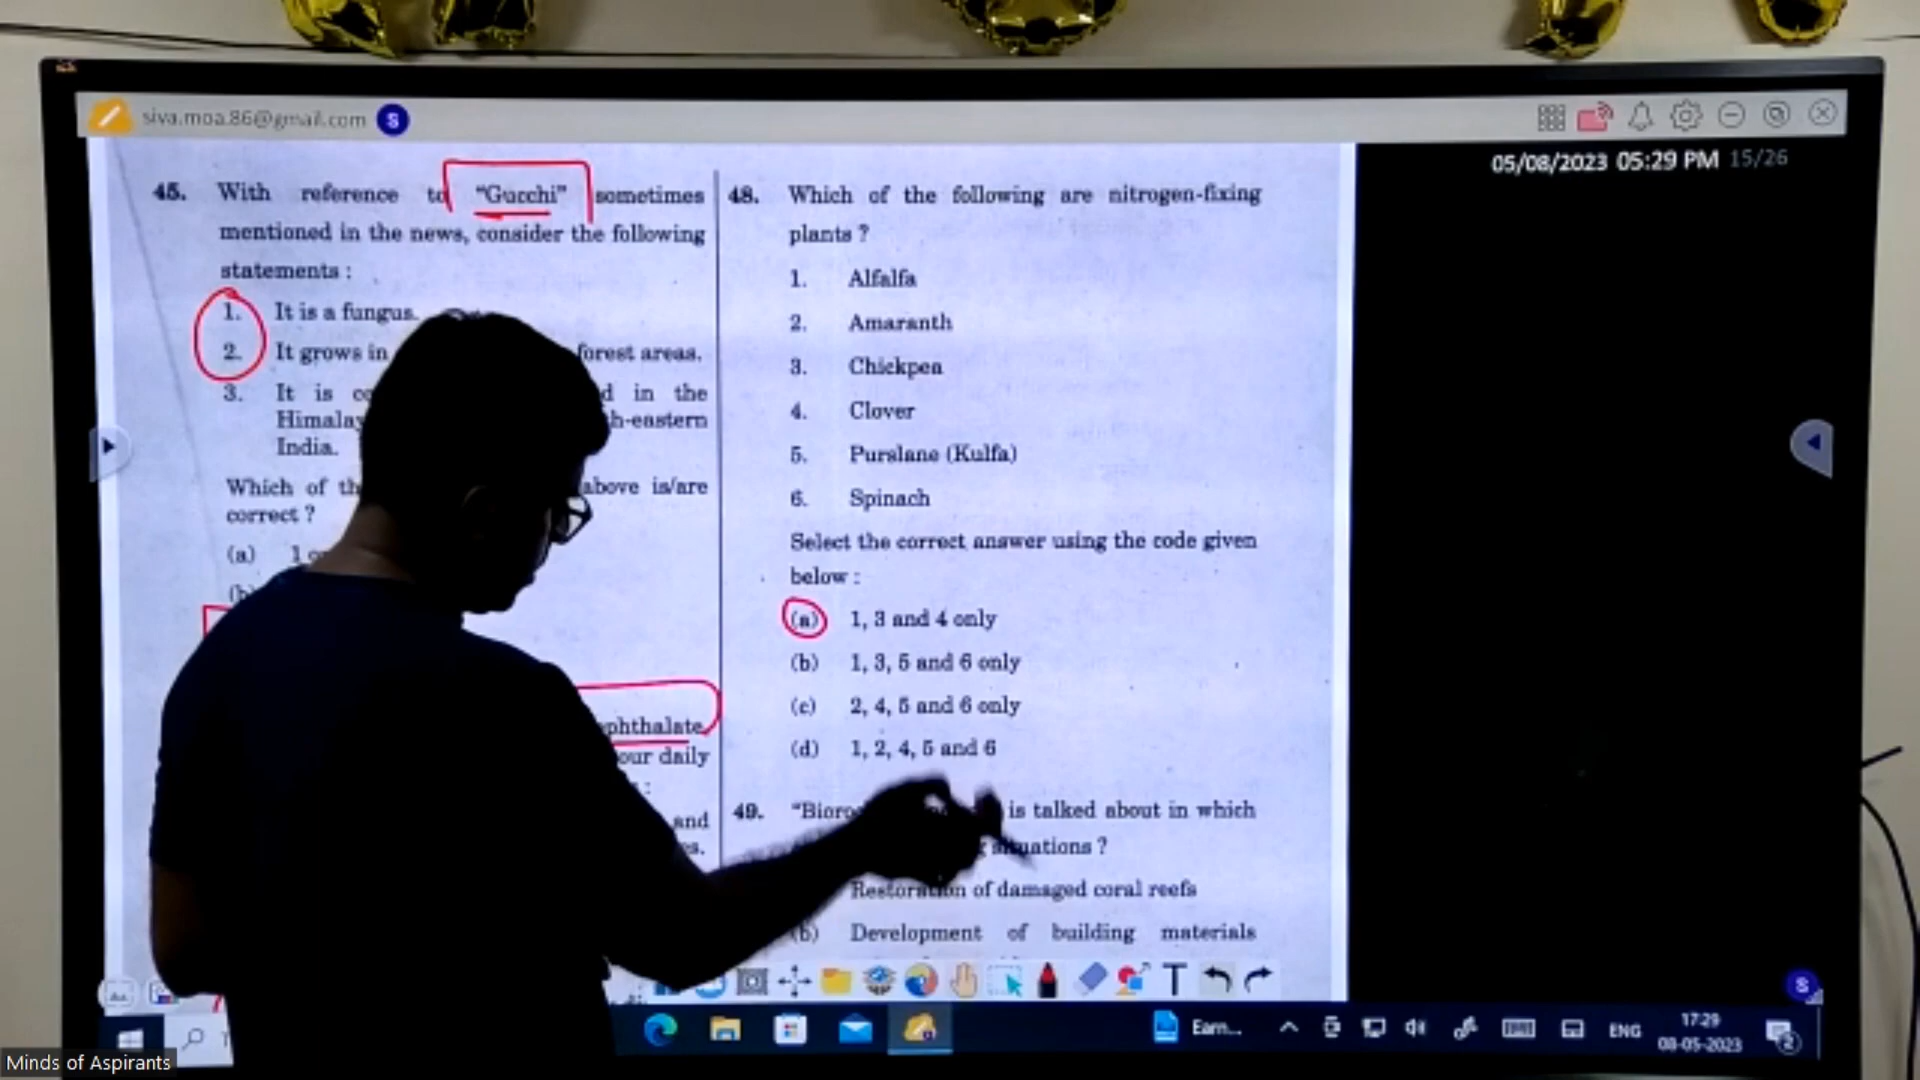 siva.moa.86@gmail.com S
05/08/2023 05:29 PM 15/26
45. With reference to "Gucchi" sometimes
mentioned in the news, consider the following
statements :
1. It is a fungus.
2. It grows in forest areas.
3. It is d in the
Himalay h-eastern
India.
Which of th above is/are
correct ?
(a) 1
(b)
phthalate
our daily
:
and
es.
48. Which of the following are nitrogen-fixing
plants ?
1. Alfalfa
2. Amaranth
3. Chickpea
4. Clover
5. Purslane (Kulfa)
6. Spinach
Select the correct answer using the code given
below :
(a) 1, 3 and 4 only
(b) 1, 3, 5 and 6 only
(c) 2, 4, 5 and 6 only
(d) 1, 2, 4, 5 and 6
49. "Bioro is talked about in which
situations ?
Restoration of damaged coral reefs
(b) Development of building materials
S
T
Earn... ENG 17:29
08-05-2023
2
Minds of Aspirants